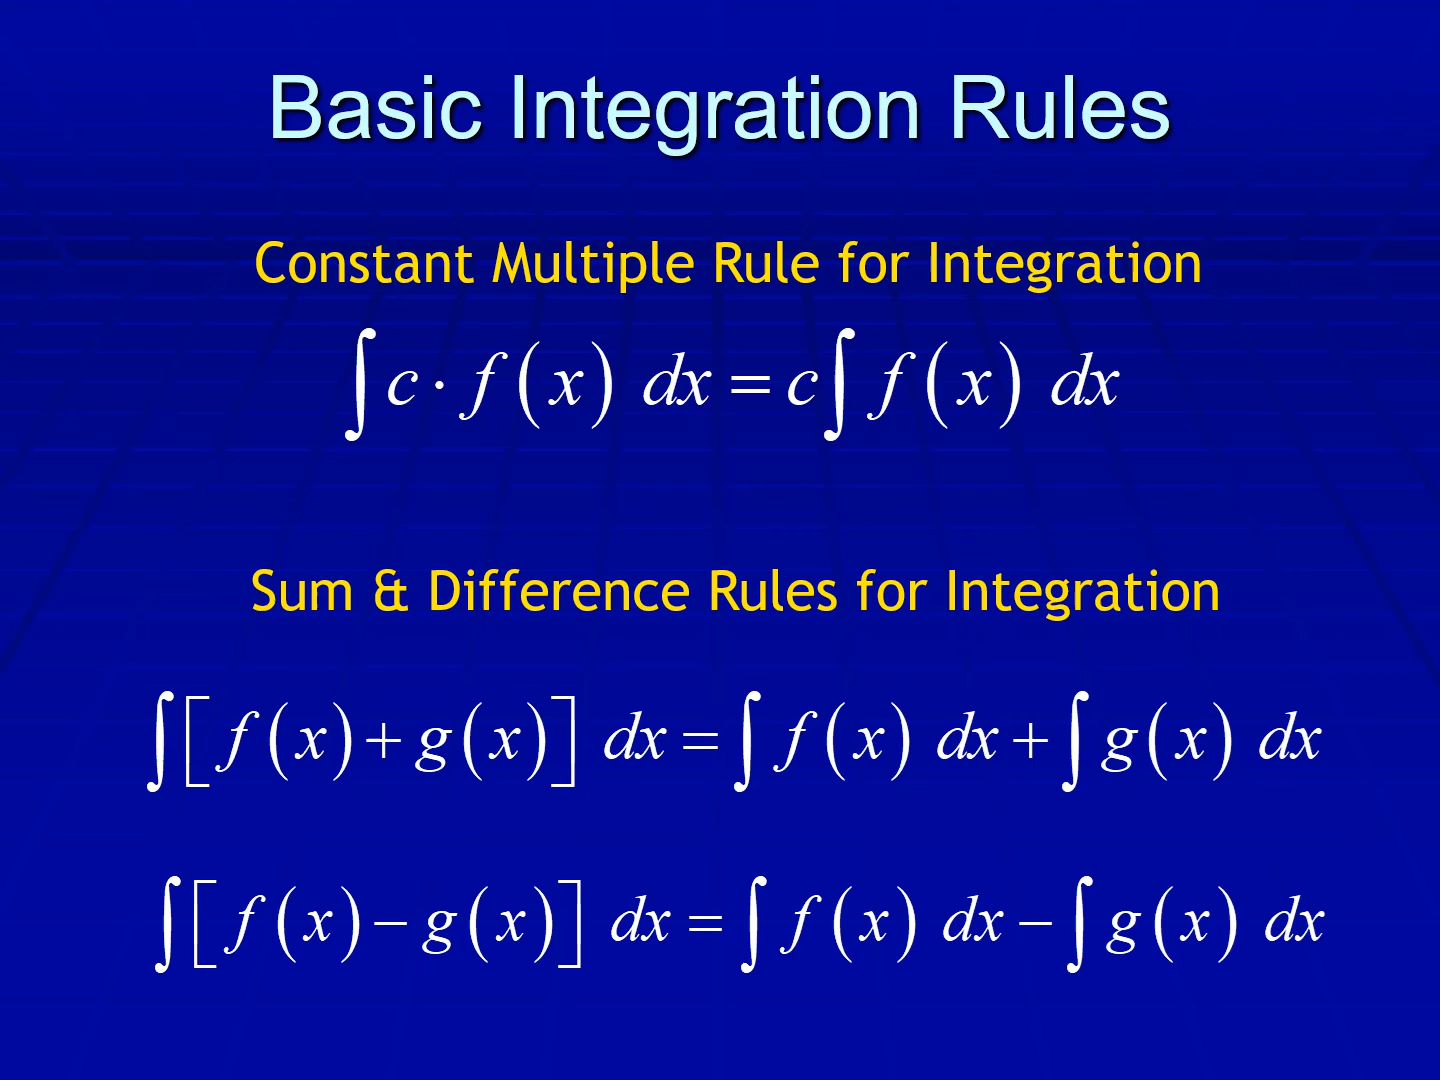 Basic Integration Rules
Constant Multiple Rule for Integration
∫ c · f(x) dx = c ∫ f(x) dx
Sum & Difference Rules for Integration
∫ [f(x) + g(x)] dx = ∫ f(x) dx + ∫ g(x) dx
∫ [f(x) − g(x)] dx = ∫ f(x) dx − ∫ g(x) dx